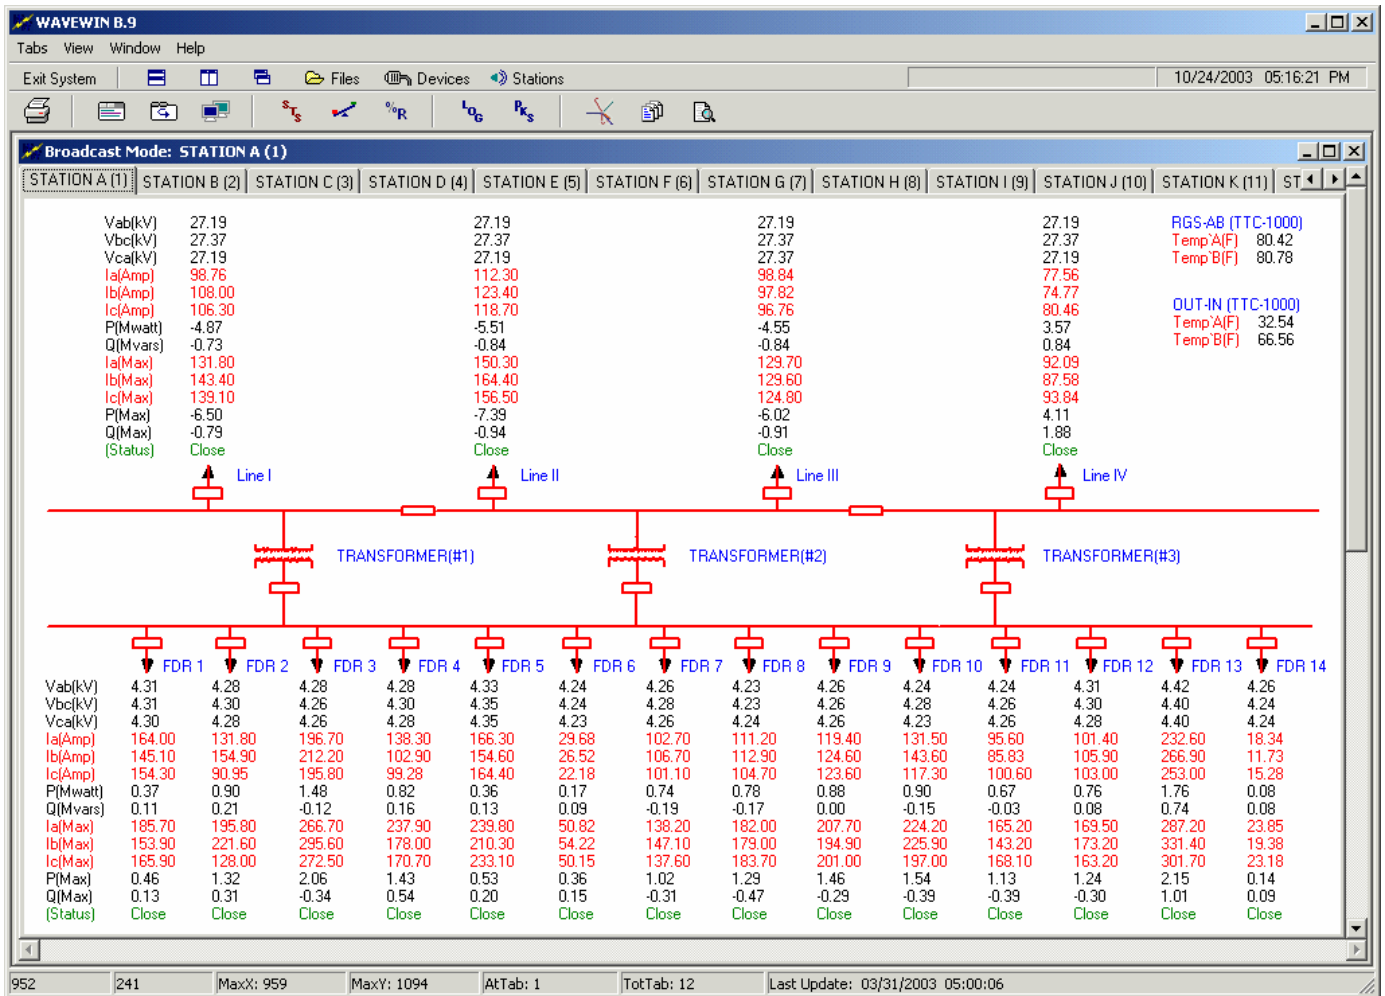 WAVEWIN B.9
Tabs View Window Help
Exit System Files Devices Stations 10/24/2003 05:16:21 PM
STS %R LOG PKS
Broadcast Mode: STATION A (1)
STATION A (1) STATION B (2) STATION C (3) STATION D (4) STATION E (5) STATION F (6) STATION G (7) STATION H (8) STATION I (9) STATION J (10) STATION K (11) ST
Vab(kV) 27.19 27.19 27.19 27.19 RGS-AB (TTC-1000)
Vbc(kV) 27.37 27.37 27.37 27.37 Temp`A(F) 80.42
Vca(kV) 27.19 27.19 27.37 27.19 Temp`B(F) 80.78
Ia(Amp) 98.76 112.30 98.84 77.56
Ib(Amp) 108.00 123.40 97.82 74.77
Ic(Amp) 106.30 118.70 96.76 80.46 OUT-IN (TTC-1000)
P(Mwatt) -4.87 -5.51 -4.55 3.57 Temp`A(F) 32.54
Q(Mvars) -0.73 -0.84 -0.84 0.84 Temp`B(F) 66.56
Ia(Max) 131.80 150.30 129.70 92.09
Ib(Max) 143.40 164.40 129.60 87.58
Ic(Max) 139.10 156.50 124.80 93.84
P(Max) -6.50 -7.39 -6.02 4.11
Q(Max) -0.79 -0.94 -0.91 1.88
(Status) Close Close Close Close
Line I Line II Line III Line IV
TRANSFORMER(#1) TRANSFORMER(#2) TRANSFORMER(#3)
FDR 1 FDR 2 FDR 3 FDR 4 FDR 5 FDR 6 FDR 7 FDR 8 FDR 9 FDR 10 FDR 11 FDR 12 FDR 13 FDR 14
Vab(kV) 4.31 4.28 4.28 4.28 4.33 4.24 4.26 4.23 4.26 4.24 4.24 4.31 4.42 4.26
Vbc(kV) 4.31 4.30 4.26 4.30 4.35 4.24 4.28 4.23 4.26 4.28 4.26 4.30 4.40 4.24
Vca(kV) 4.30 4.28 4.26 4.28 4.35 4.23 4.26 4.24 4.26 4.23 4.26 4.28 4.40 4.24
Ia(Amp) 164.00 131.80 196.70 138.30 166.30 29.68 102.70 111.20 119.40 131.50 95.60 101.40 232.60 18.34
Ib(Amp) 145.10 154.90 212.20 102.90 154.60 26.52 106.70 112.90 124.60 143.60 85.83 105.90 266.90 11.73
Ic(Amp) 154.30 90.95 195.80 99.28 164.40 22.18 101.10 104.70 123.60 117.30 100.60 103.00 253.00 15.28
P(Mwatt) 0.37 0.90 1.48 0.82 0.36 0.17 0.74 0.78 0.88 0.90 0.67 0.76 1.76 0.08
Q(Mvars) 0.11 0.21 -0.12 0.16 0.13 0.09 -0.19 -0.17 0.00 -0.15 -0.03 0.08 0.74 0.08
Ia(Max) 185.70 195.80 266.70 237.90 239.80 50.82 138.20 182.00 207.70 224.20 165.20 169.50 287.20 23.85
Ib(Max) 153.90 221.60 295.60 178.00 210.30 54.22 147.10 179.00 194.90 225.90 143.20 173.20 331.40 19.38
Ic(Max) 165.90 128.00 272.50 170.70 233.10 50.15 137.60 183.70 201.00 197.00 168.10 163.20 301.70 23.18
P(Max) 0.46 1.32 2.06 1.43 0.53 0.36 1.02 1.29 1.46 1.54 1.13 1.24 2.15 0.14
Q(Max) 0.13 0.31 -0.34 0.54 0.20 0.15 -0.31 -0.47 -0.29 -0.39 -0.39 -0.30 1.01 0.09
(Status) Close Close Close Close Close Close Close Close Close Close Close Close Close Close
952 241 MaxX: 959 MaxY: 1094 AtTab: 1 TotTab: 12 Last Update: 03/31/2003 05:00:06